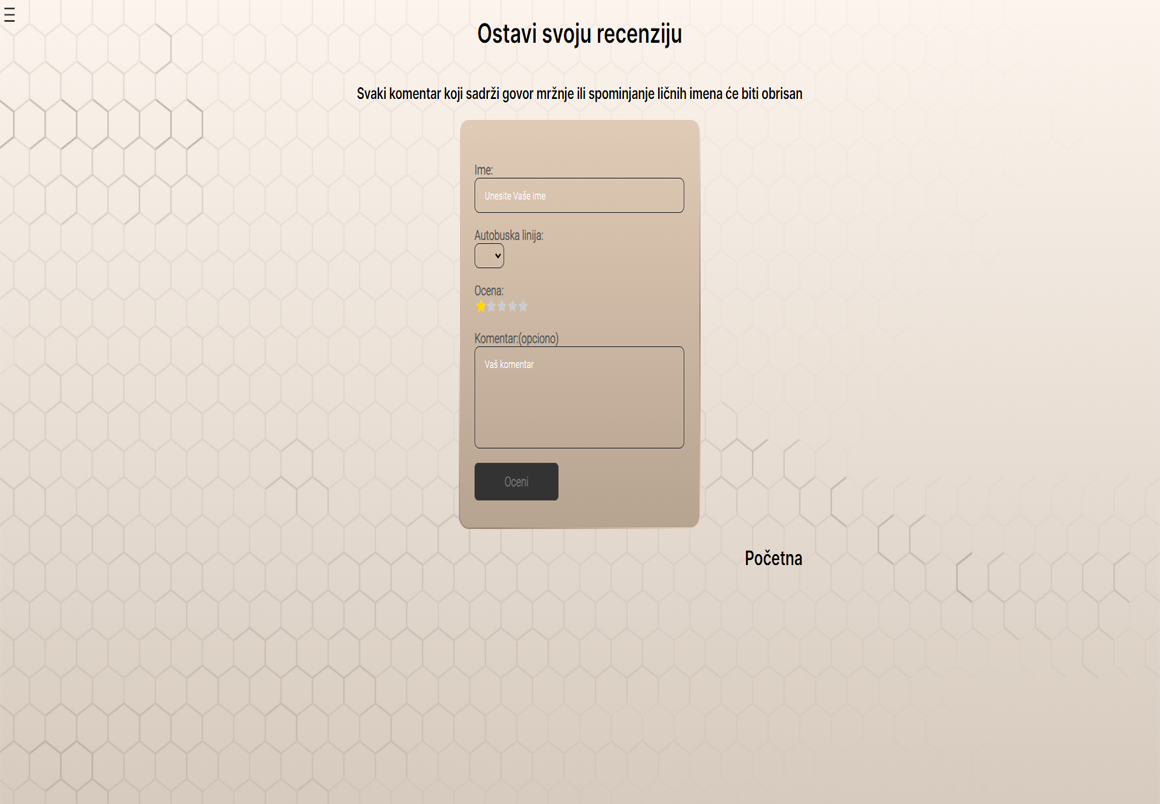 Ostavi svoju recenziju
Svaki komentar koji sadrži govor mržnje ili spominjanje ličnih imena će biti obrisan
Ime:
Unesite Vaše ime
Autobuska linija:
Ocena:
Komentar:(opciono)
Vaš komentar
Oceni
Početna